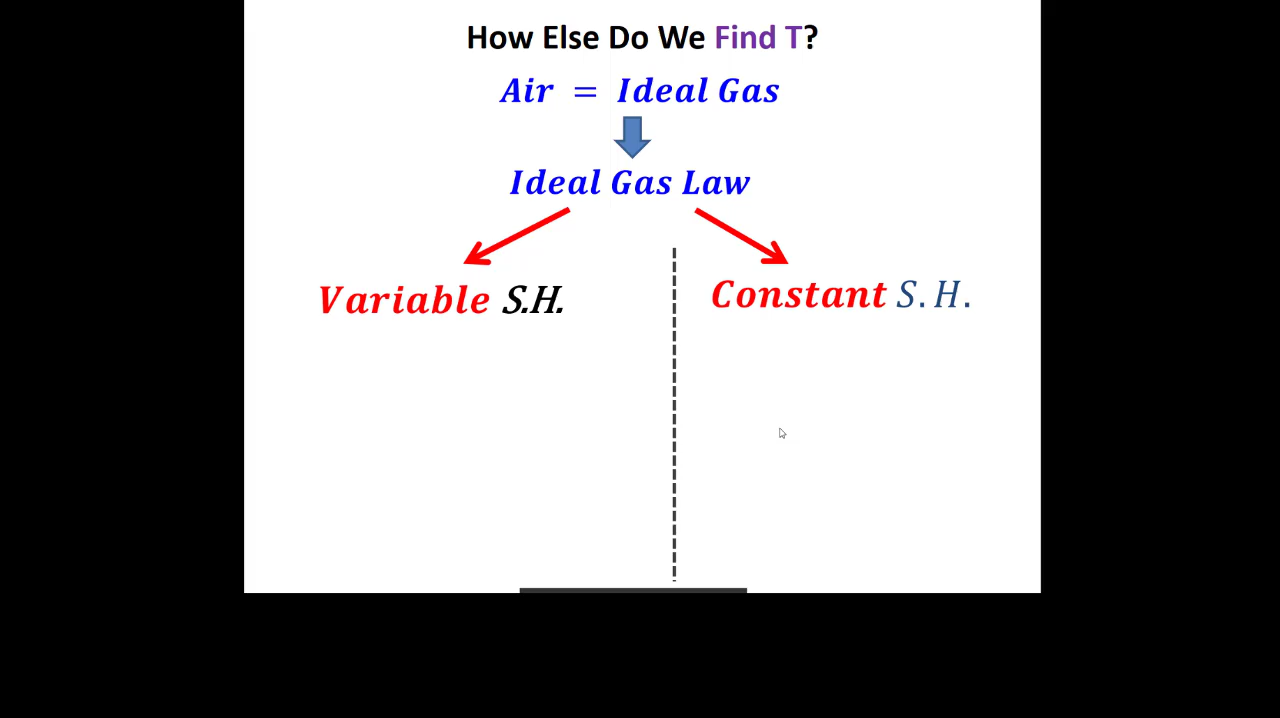 How Else Do We Find T?
Air = Ideal Gas
Ideal Gas Law
Variable S.H.
Constant S. H.